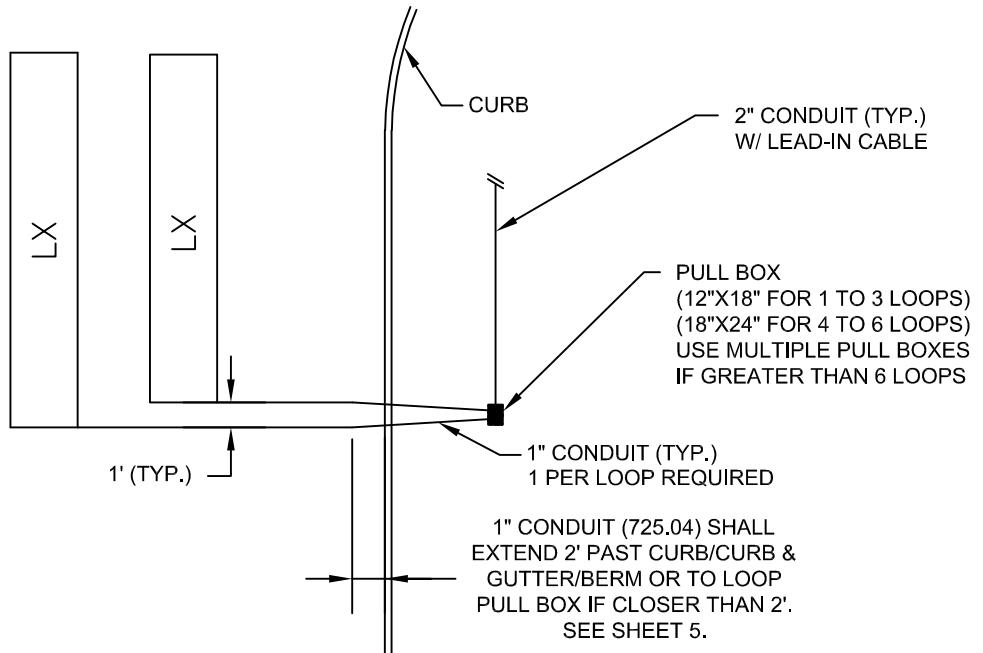 CURB
2" CONDUIT (TYP.)
W/ LEAD-IN CABLE
LX
LX
PULL BOX
(12"X18" FOR 1 TO 3 LOOPS)
(18"X24" FOR 4 TO 6 LOOPS)
USE MULTIPLE PULL BOXES
IF GREATER THAN 6 LOOPS
1' (TYP.)
1" CONDUIT (TYP.)
1 PER LOOP REQUIRED
1" CONDUIT (725.04) SHALL
EXTEND 2' PAST CURB/CURB &
GUTTER/BERM OR TO LOOP
PULL BOX IF CLOSER THAN 2'.
SEE SHEET 5.